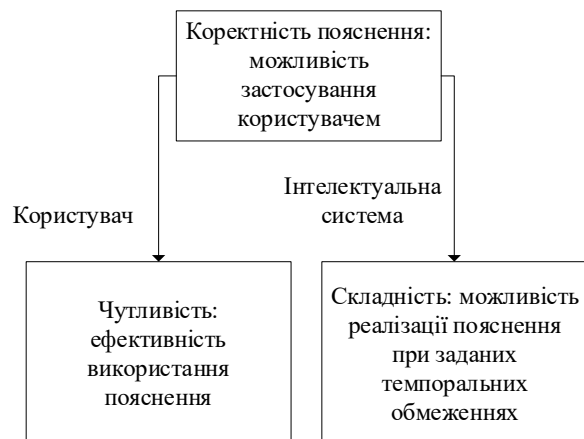 Коректність пояснення:
можливість
застосування
користувачем
Користувач
Інтелектуальна
система
Чутливість:
ефективність
використання
пояснення
Складність: можливість
реалізації пояснення
при заданих
темпоральних
обмеженнях